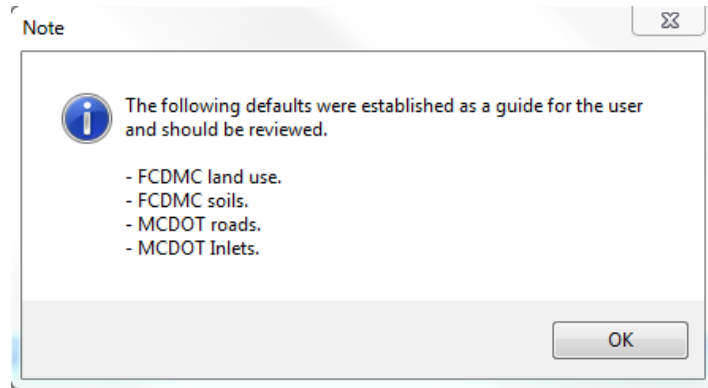 Note
The following defaults were established as a guide for the user
and should be reviewed.
- FCDMC land use.
- FCDMC soils.
- MCDOT roads.
- MCDOT Inlets.
OK